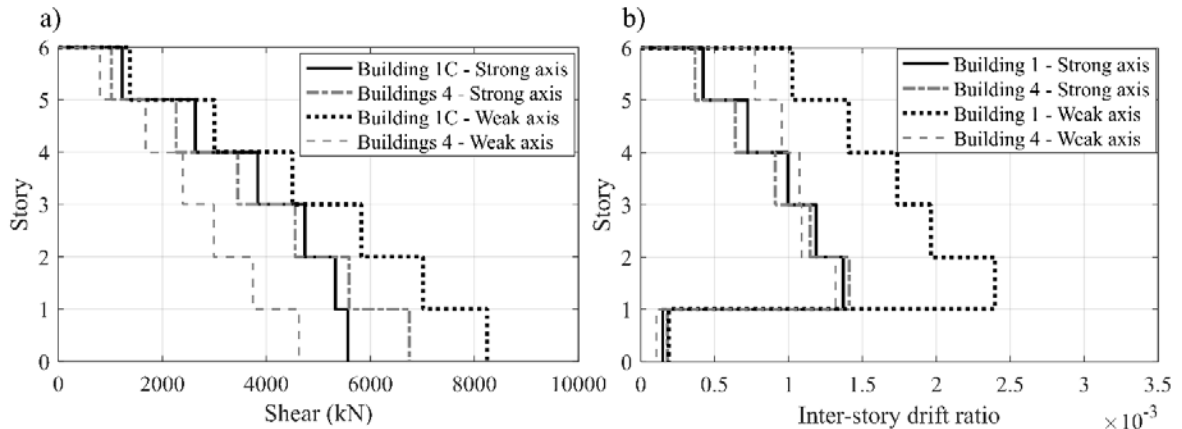 a)
6
5
4
3
2
1
0
Story
Building 1C - Strong axis
Buildings 4 - Strong axis
Building 1C - Weak axis
Buildings 4 - Weak axis
0 2000 4000 6000 8000 10000
Shear (kN)
b)
6
5
4
3
2
1
0
Story
Building 1 - Strong axis
Building 4 - Strong axis
Building 1 - Weak axis
Building 4 - Weak axis
0 0.5 1 1.5 2 2.5 3 3.5
Inter-story drift ratio
×10⁻³